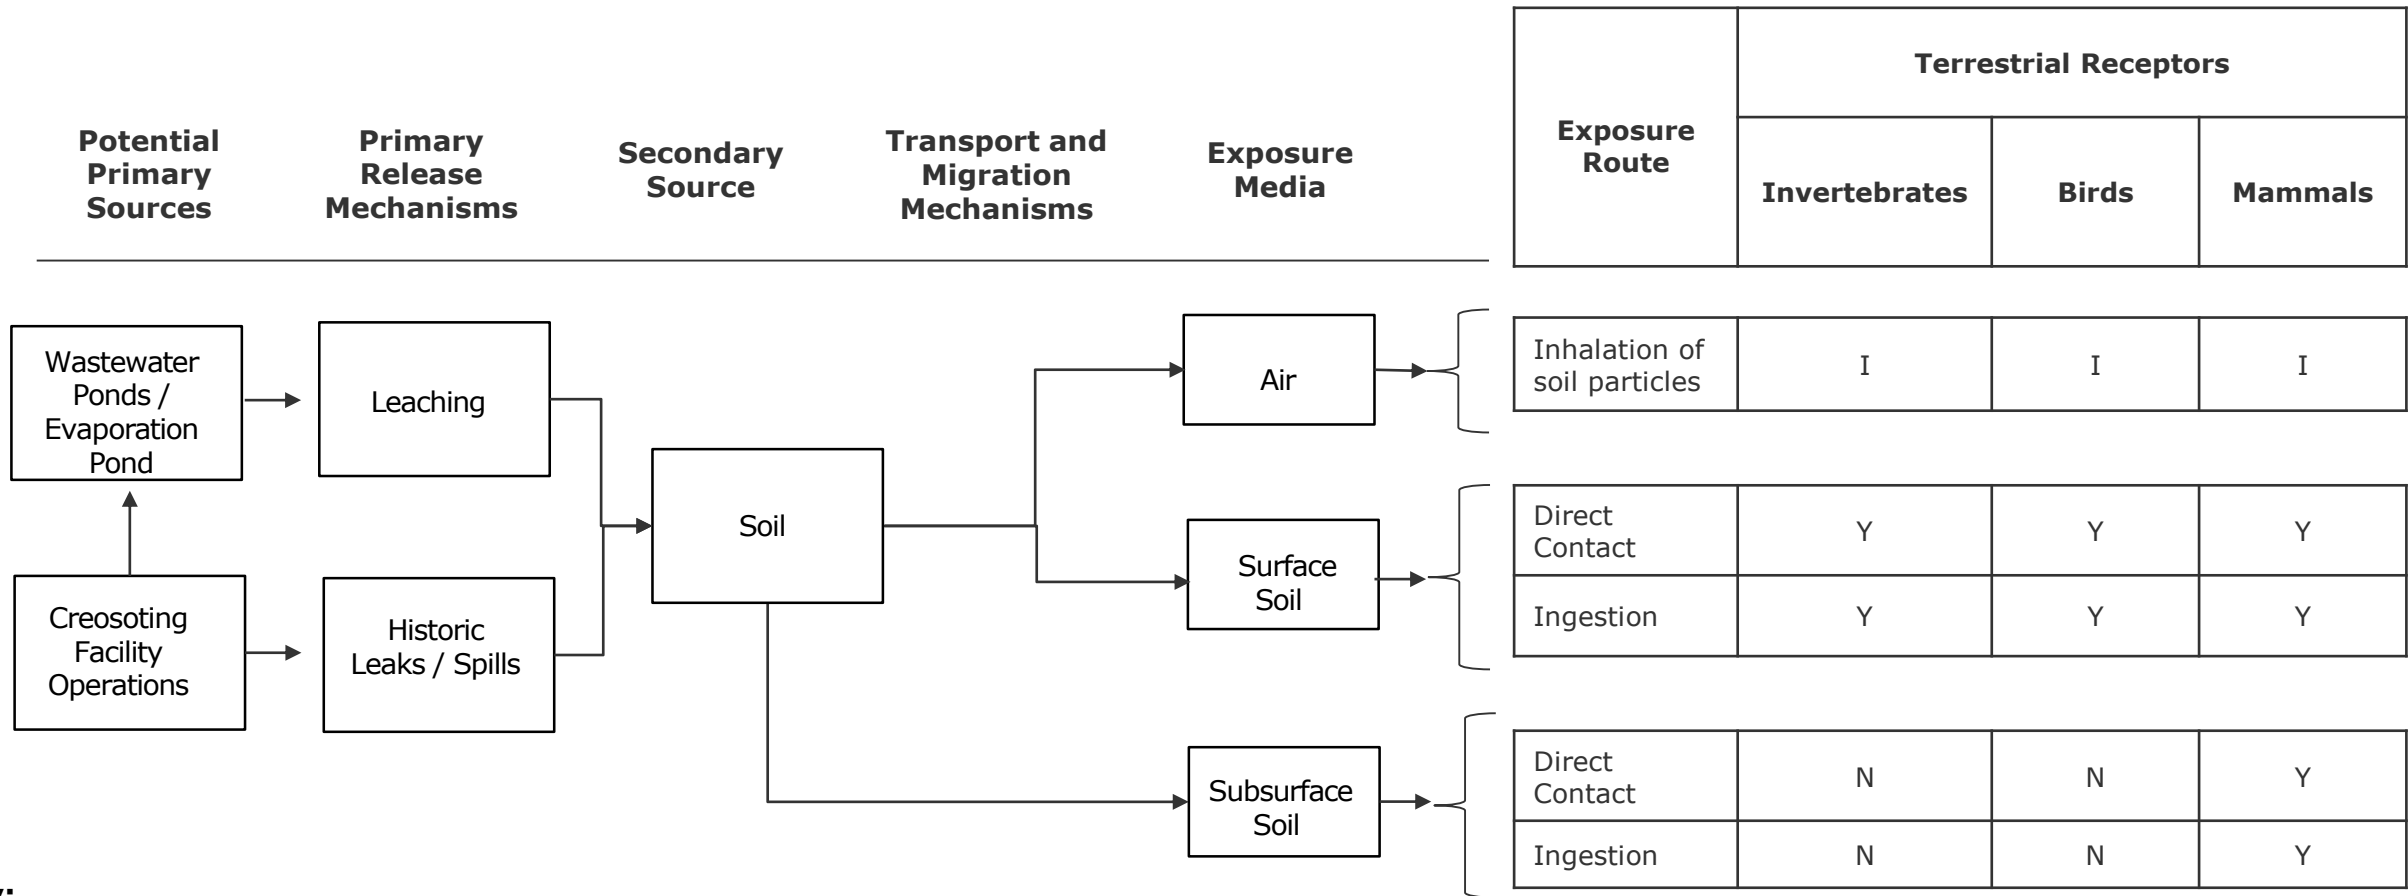 Potential
Primary
Sources
Primary
Release
Mechanisms
Secondary
Source
Transport and
Migration
Mechanisms
Exposure
Media
Exposure
Route
Terrestrial Receptors
Invertebrates
Birds
Mammals
Wastewater
Ponds /
Evaporation
Pond
Leaching
Creosoting
Facility
Operations
Historic
Leaks / Spills
Soil
Air
Inhalation of
soil particles
I
I
I
Surface
Soil
Direct
Contact
Y
Y
Y
Ingestion
Y
Y
Y
Subsurface
Soil
Direct
Contact
N
N
Y
Ingestion
N
N
Y